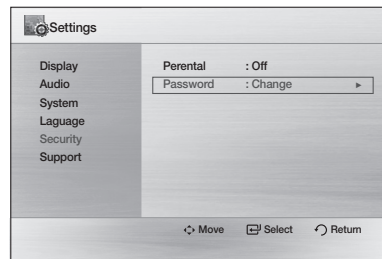 Settings
Display
Audio
System
Laguage
Security
Support
Perental : Off
Password : Change
Move Select Return